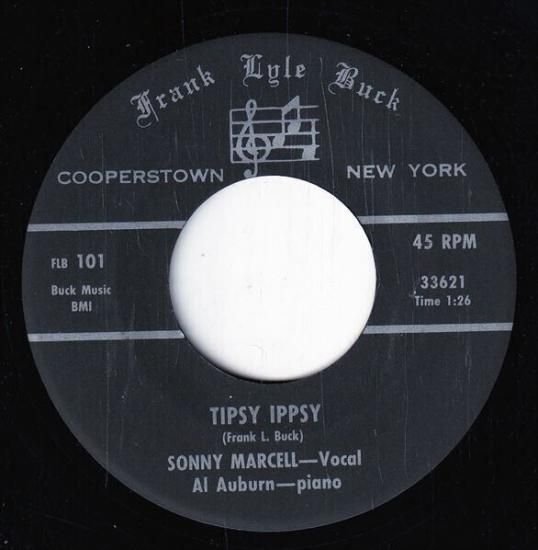 Frank Lyle Buck
COOPERSTOWN NEW YORK
FLB 101
Buck Music
BMI
45 RPM
33621
Time 1:26
TIPSY IPPSY
(Frank L. Buck)
SONNY MARCELL—Vocal
Al Auburn—piano